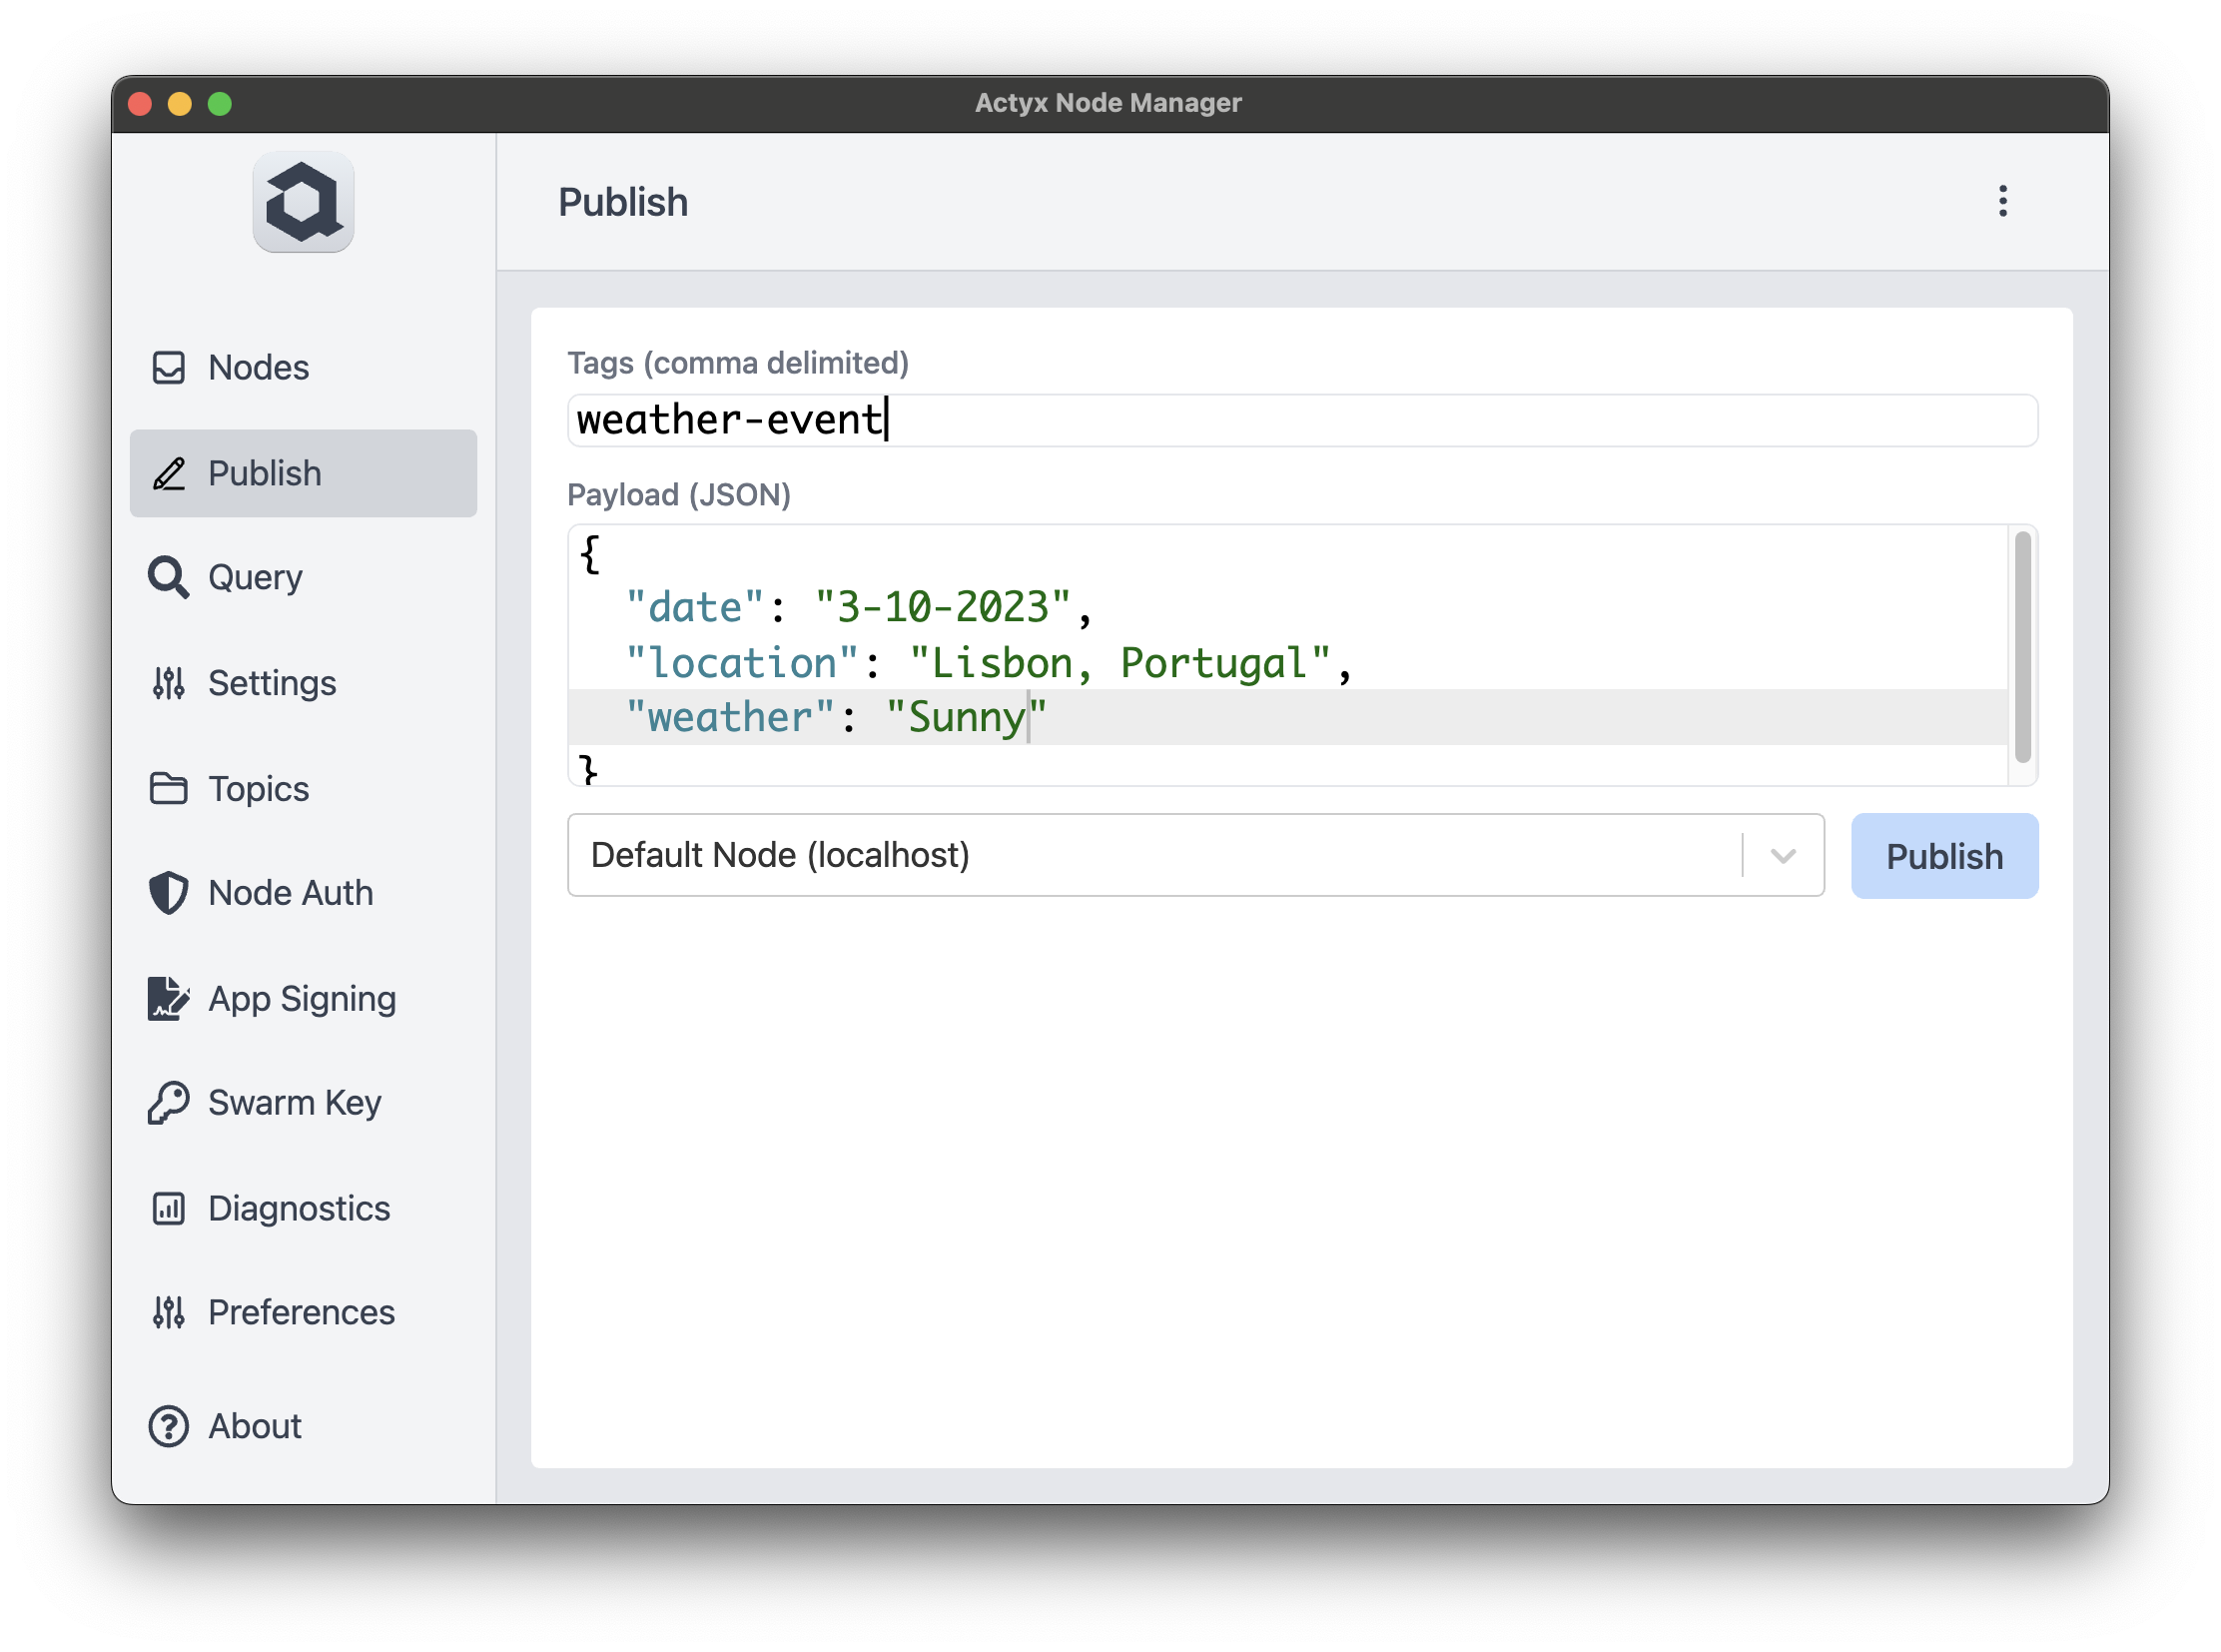 Actyx Node Manager
Publish
Nodes
Publish
Query
Settings
Topics
Node Auth
App Signing
Swarm Key
Diagnostics
Preferences
About
Tags (comma delimited)
weather-event
Payload (JSON)
{
"date": "3-10-2023",
"location": "Lisbon, Portugal",
"weather": "Sunny"
}
Default Node (localhost)
Publish